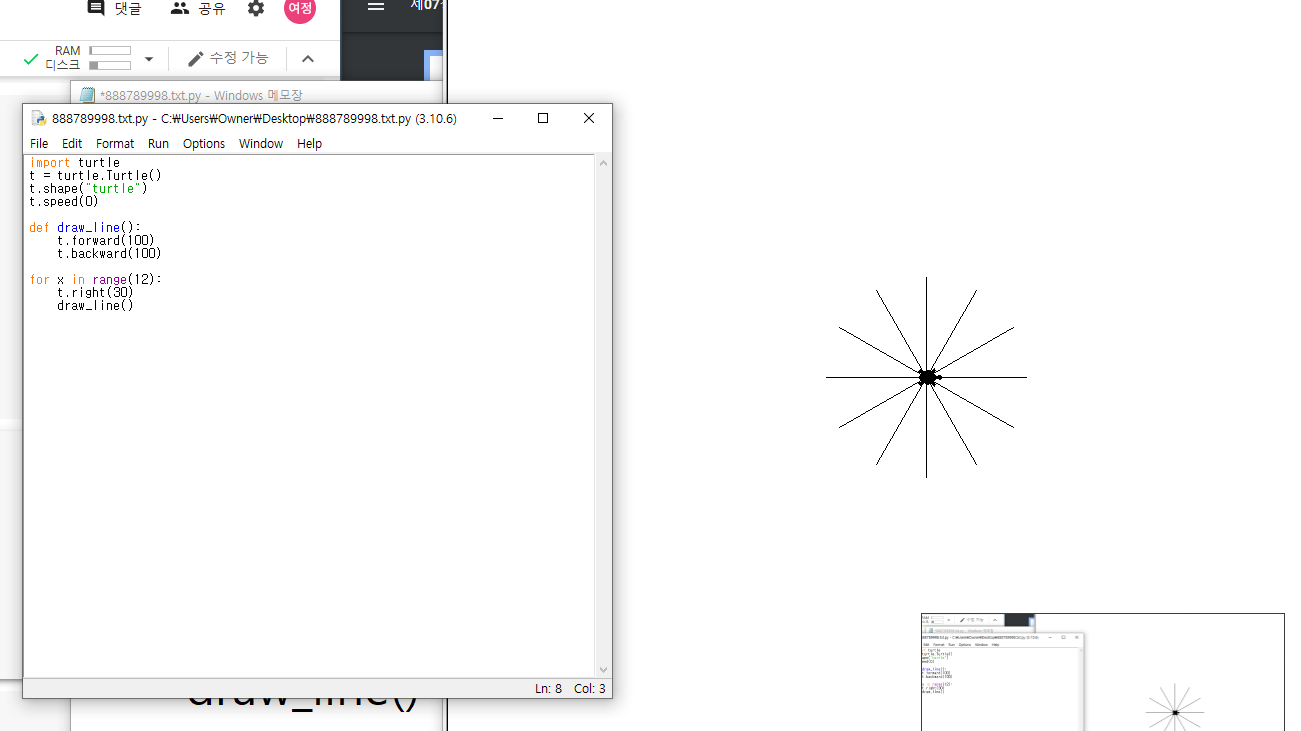 댓글 공유 여정 제07
RAM
디스크 수정 가능
*888789998.txt.py - Windows 메모장
888789998.txt.py - C:₩Users₩Owner₩Desktop₩888789998.txt.py (3.10.6)
File Edit Format Run Options Window Help
import turtle
t = turtle.Turtle()
t.shape("turtle")
t.speed(0)
def draw_line():
t.forward(100)
t.backward(100)
for x in range(12):
t.right(30)
draw_line()
Ln: 8 Col: 3
draw_line()